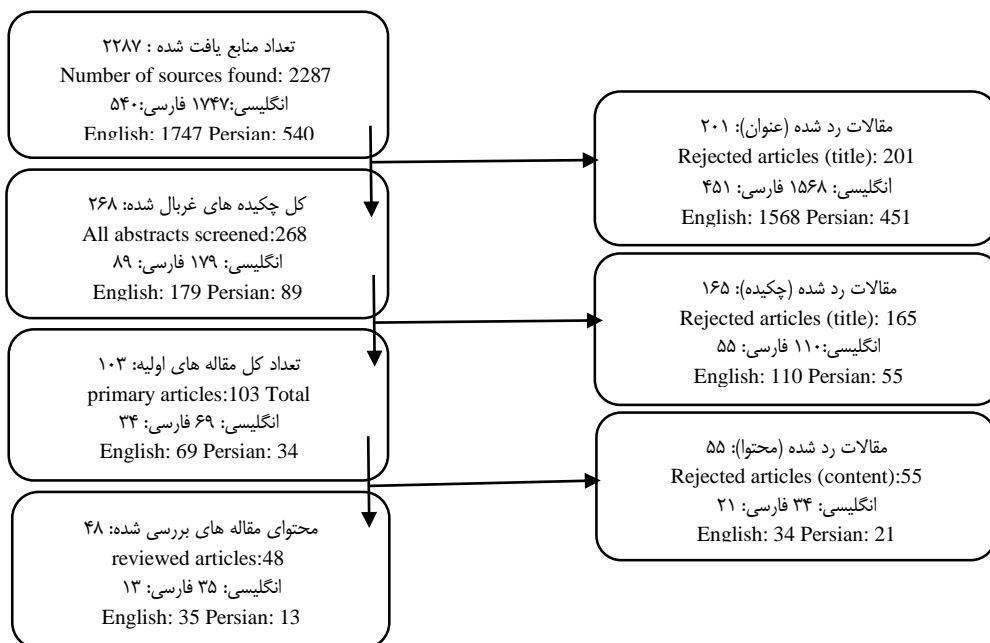 تعداد منابع یافت شده : ۲۲۸۷
Number of sources found: 2287
انگلیسی:۱۷۴۷ فارسی:۵۴۰
English: 1747 Persian: 540
مقالات رد شده (عنوان): ۲۰۱
Rejected articles (title): 201
انگلیسی: ۱۵۶۸ فارسی: ۴۵۱
English: 1568 Persian: 451
کل چکیده های غربال شده: ۲۶۸
All abstracts screened:268
انگلیسی: ۱۷۹ فارسی: ۸۹
English: 179 Persian: 89
مقالات رد شده (چکیده): ۱۶۵
Rejected articles (title): 165
انگلیسی:۱۱۰ فارسی: ۵۵
English: 110 Persian: 55
تعداد کل مقاله های اولیه: ۱۰۳
primary articles:103 Total
انگلیسی: ۶۹ فارسی: ۳۴
English: 69 Persian: 34
مقالات رد شده (محتوا): ۵۵
Rejected articles (content):55
انگلیسی: ۳۴ فارسی: ۲۱
English: 34 Persian: 21
محتوای مقاله های بررسی شده: ۴۸
reviewed articles:48
انگلیسی: ۳۵ فارسی: ۱۳
English: 35 Persian: 13